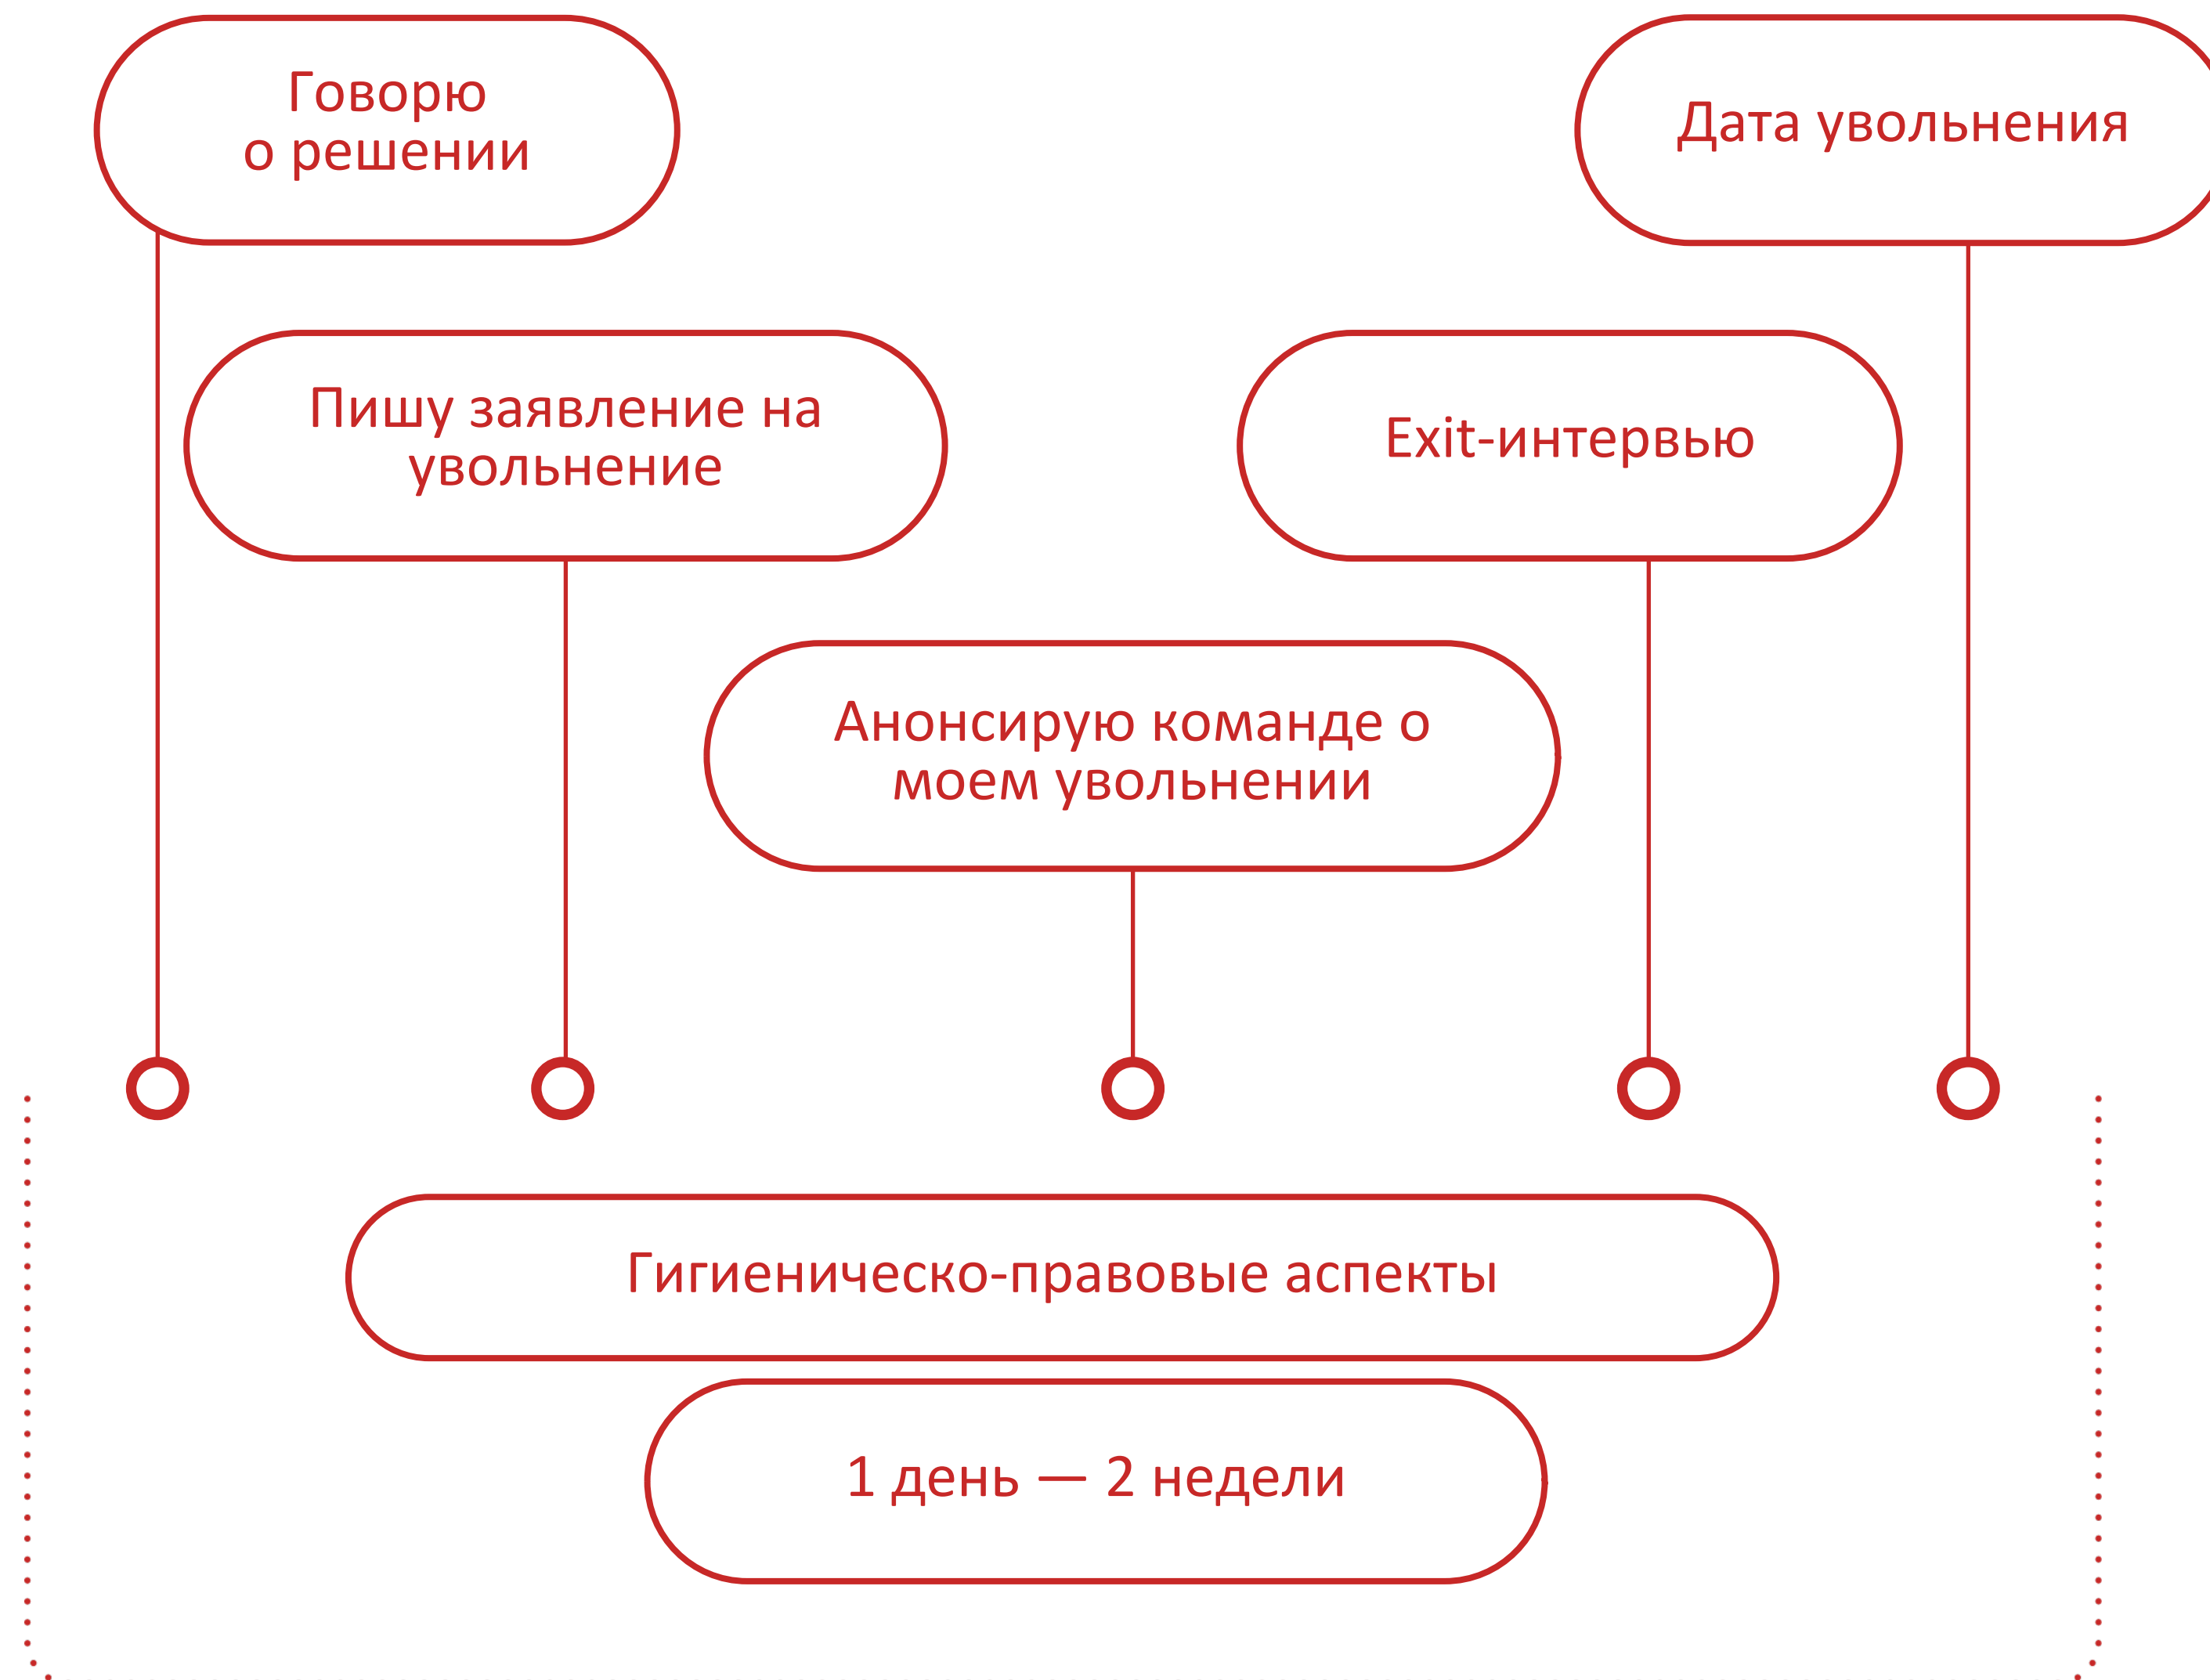 Говорю
о решении
Дата увольнения
Пишу заявление на
увольнение
Exit-интервью
Анонсирую команде о
моем увольнении
Гигиеническо-правовые аспекты
1 день — 2 недели